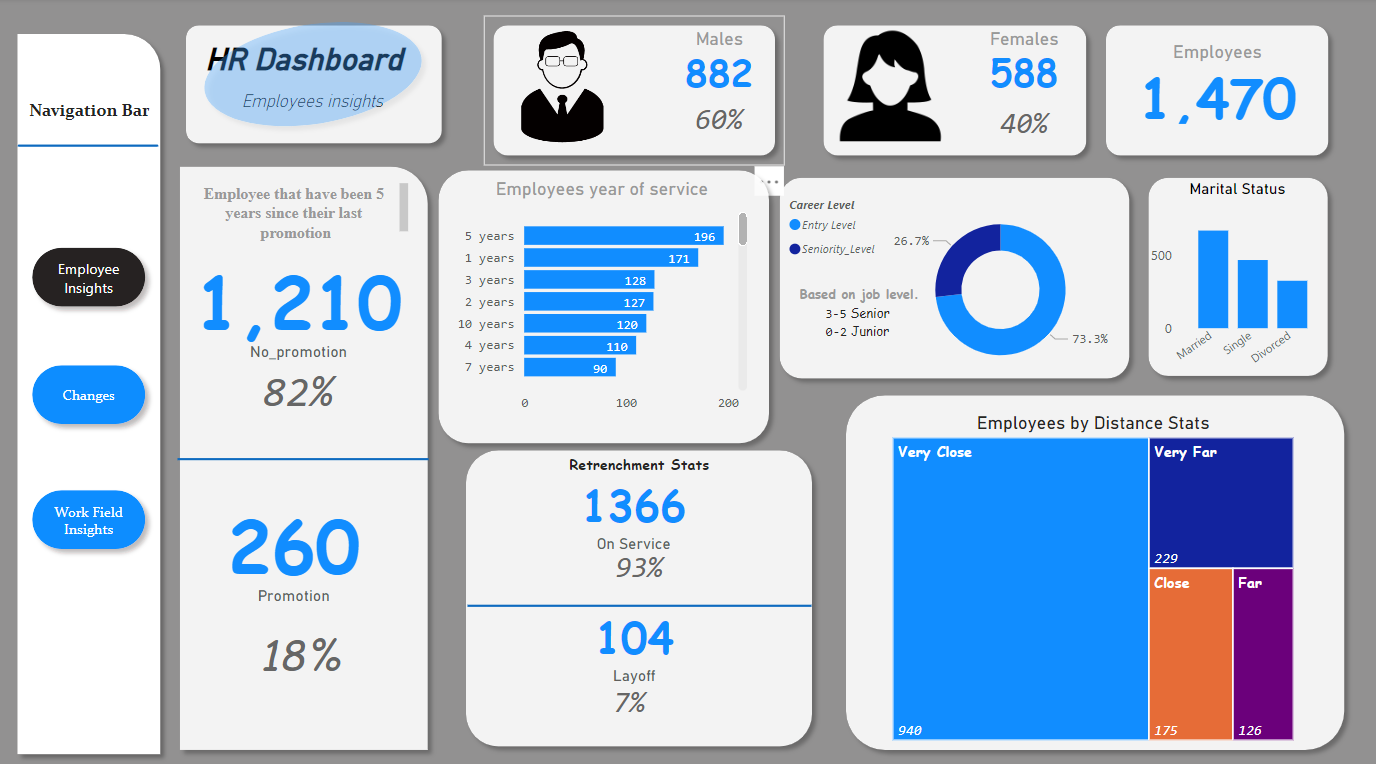 Navigation Bar
Employee
Insights
Changes
Work Field
Insights
HR Dashboard
Employees insights
Males
882
60%
Females
588
40%
Employees
1,470
Employee that have been 5
years since their last
promotion
1,210
No_promotion
82%
260
Promotion
18%
Employees year of service
5 years 196
1 years 171
3 years 128
2 years 127
10 years 120
4 years 110
7 years 90
0 100 200
Career Level
Entry Level
Seniority_Level
Based on job level.
3-5 Senior
0-2 Junior
26.7%
73.3%
Marital Status
500
0
Married
Single
Divorced
Retrenchment Stats
1366
On Service
93%
104
Layoff
7%
Employees by Distance Stats
Very Close
940
Very Far
229
Close
175
Far
126